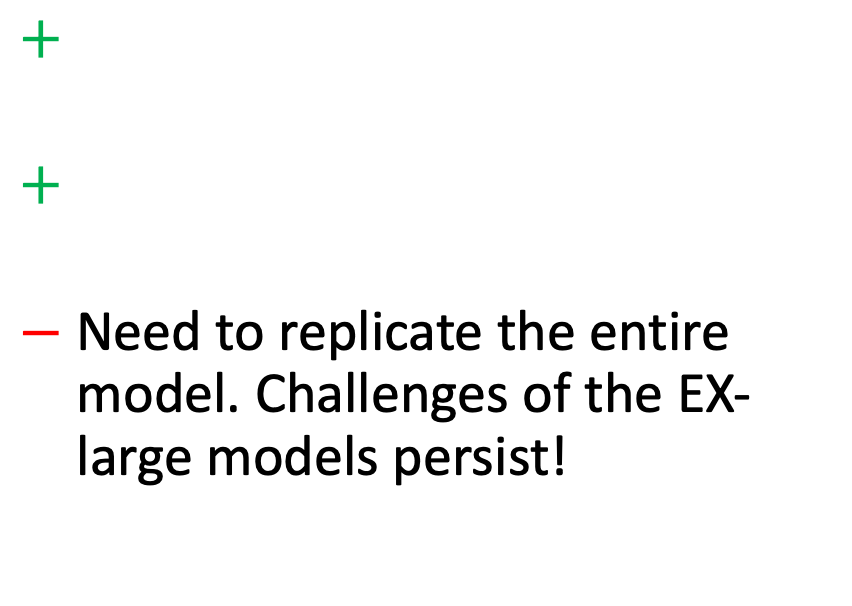 +
+
– Need to replicate the entire
model. Challenges of the EX-
large models persist!